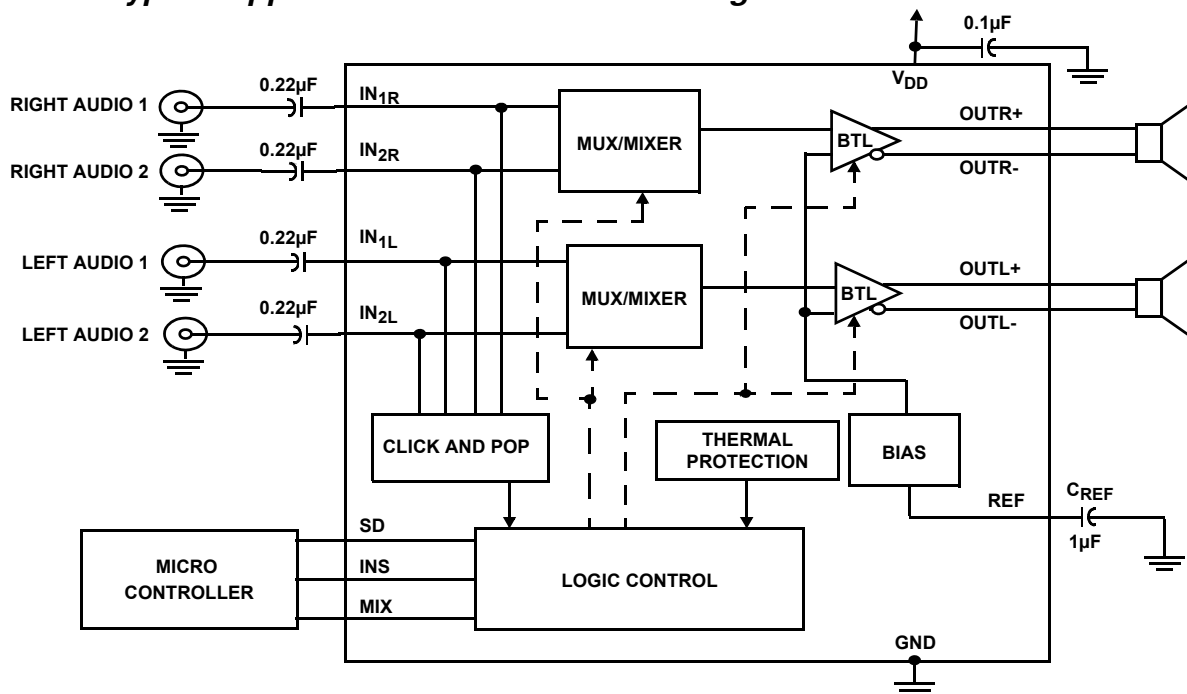 0.1µF
VDD
RIGHT AUDIO 1
0.22µF
IN1R
MUX/MIXER
BTL
OUTR+
RIGHT AUDIO 2
0.22µF
IN2R
OUTR-
LEFT AUDIO 1
0.22µF
IN1L
MUX/MIXER
BTL
OUTL+
LEFT AUDIO 2
0.22µF
IN2L
OUTL-
CLICK AND POP
THERMAL
PROTECTION
BIAS
REF
CREF
1µF
MICRO
CONTROLLER
SD
INS
MIX
LOGIC CONTROL
GND